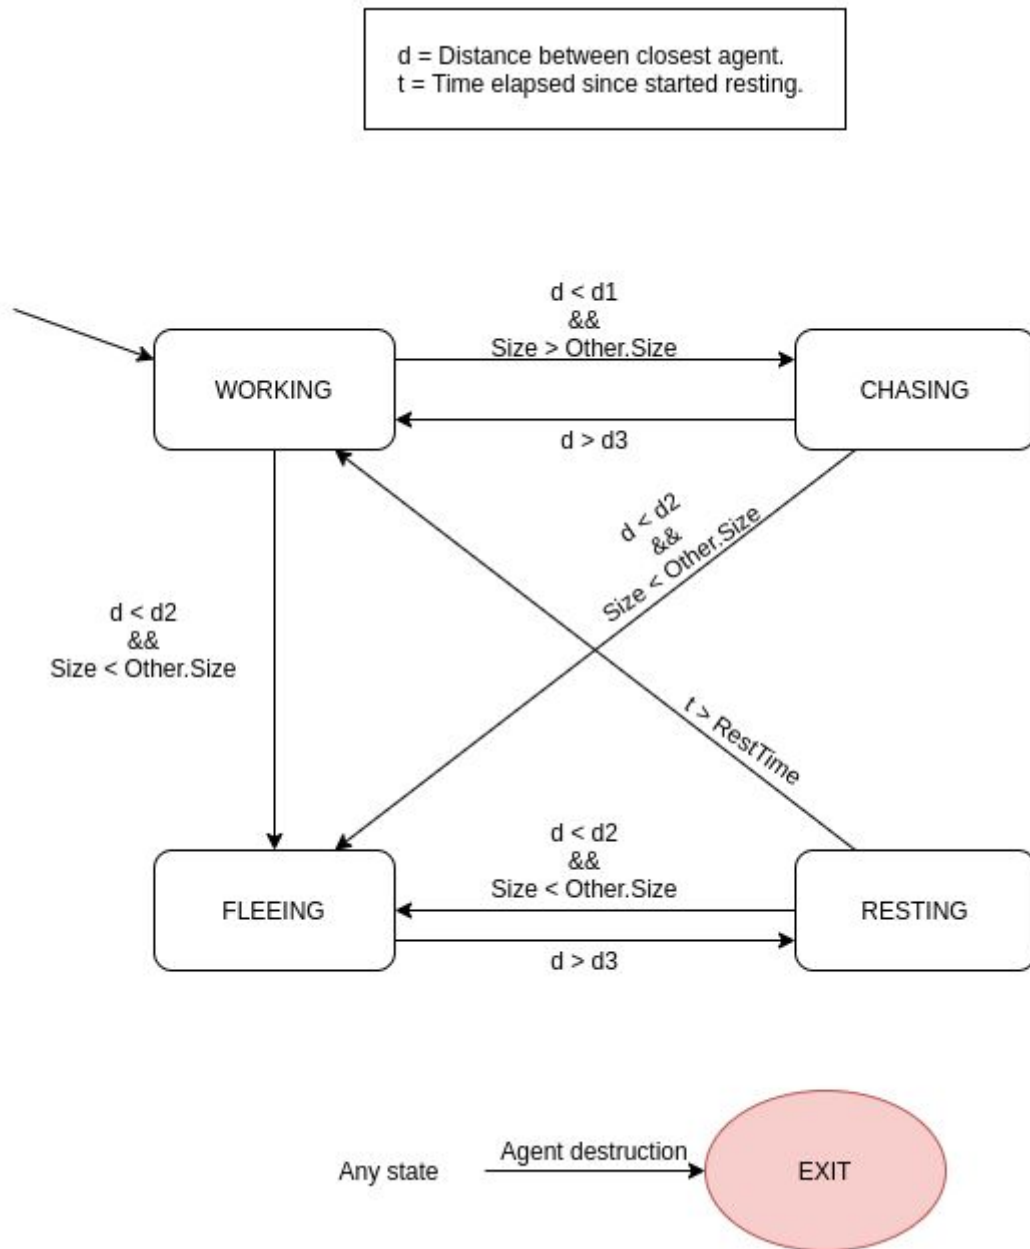 d = Distance between closest agent.
t = Time elapsed since started resting.
d < d1
&&
Size > Other.Size
WORKING
CHASING
d > d3
d < d2
&&
Size < Other.Size
d < d2
&&
Size < Other.Size
t > RestTime
d < d2
&&
Size < Other.Size
FLEEING
RESTING
d > d3
Agent destruction
Any state
EXIT